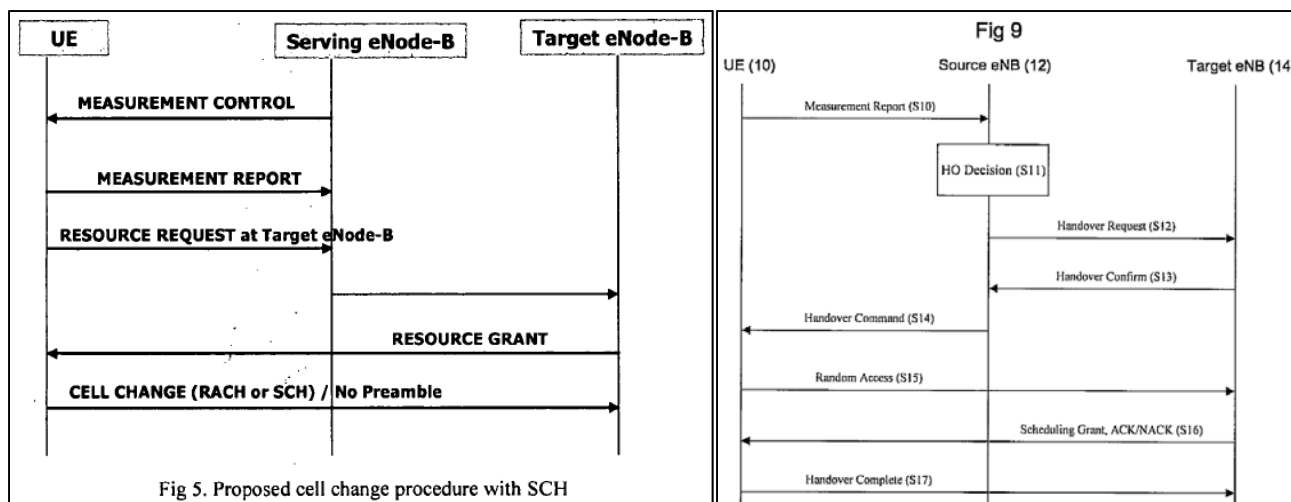 UE
Serving eNode-B
Target eNode-B
MEASUREMENT CONTROL
MEASUREMENT REPORT
RESOURCE REQUEST at Target eNode-B
RESOURCE GRANT
CELL CHANGE (RACH or SCH) / No Preamble
Fig 5. Proposed cell change procedure with SCH
Fig 9
UE (10)
Source eNB (12)
Target eNB (14
Measurement Report (S10)
HO Decision (S11)
Handover Request (S12)
Handover Confirm (S13)
Handover Command (S14)
Random Access (S15)
Scheduling Grant, ACK/NACK (S16)
Handover Complete (S17)